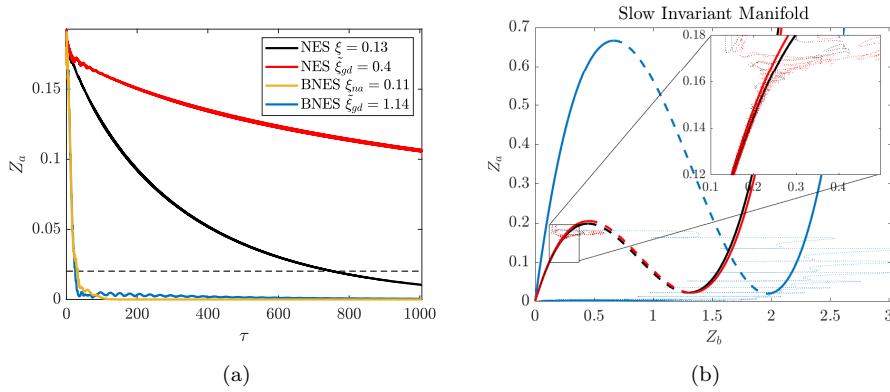 Slow Invariant Manifold
NES ξ = 0.13
NES ξ̃_gd = 0.4
BNES ξ_na = 0.11
BNES ξ̃_gd = 1.14
Z_a
0.15
0.1
0.05
0
0 200 400 600 800 1000
τ
(a)
Z_a
0.7
0.6
0.5
0.4
0.3
0.2
0.1
0
0 0.5 1 1.5 2 2.5 3
Z_b
0.18
0.16
0.14
0.12
0.1 0.2 0.3 0.4
(b)